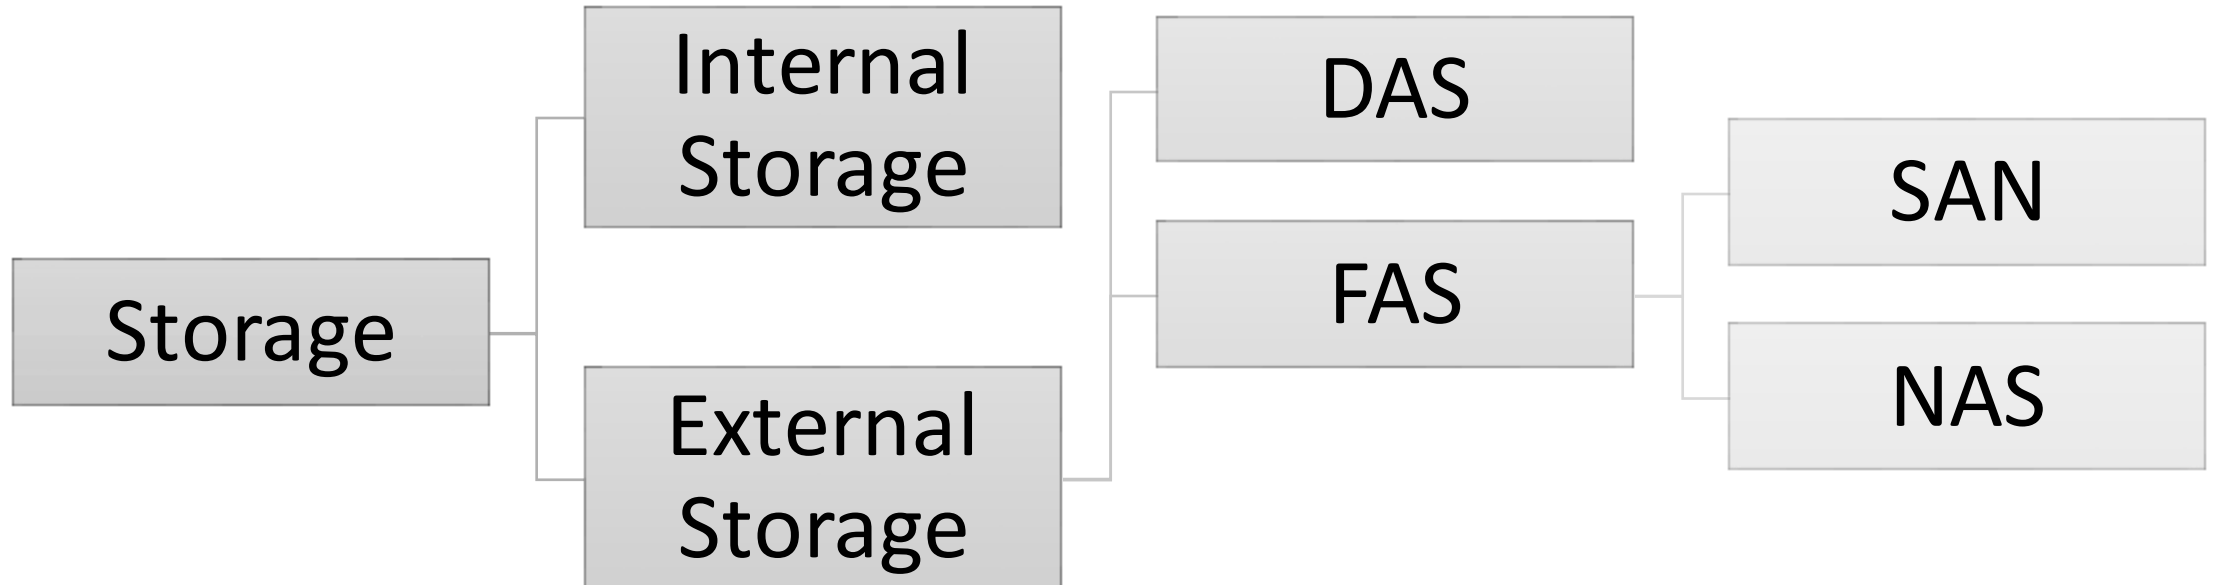 Storage
Internal
Storage
External
Storage
DAS
FAS
SAN
NAS